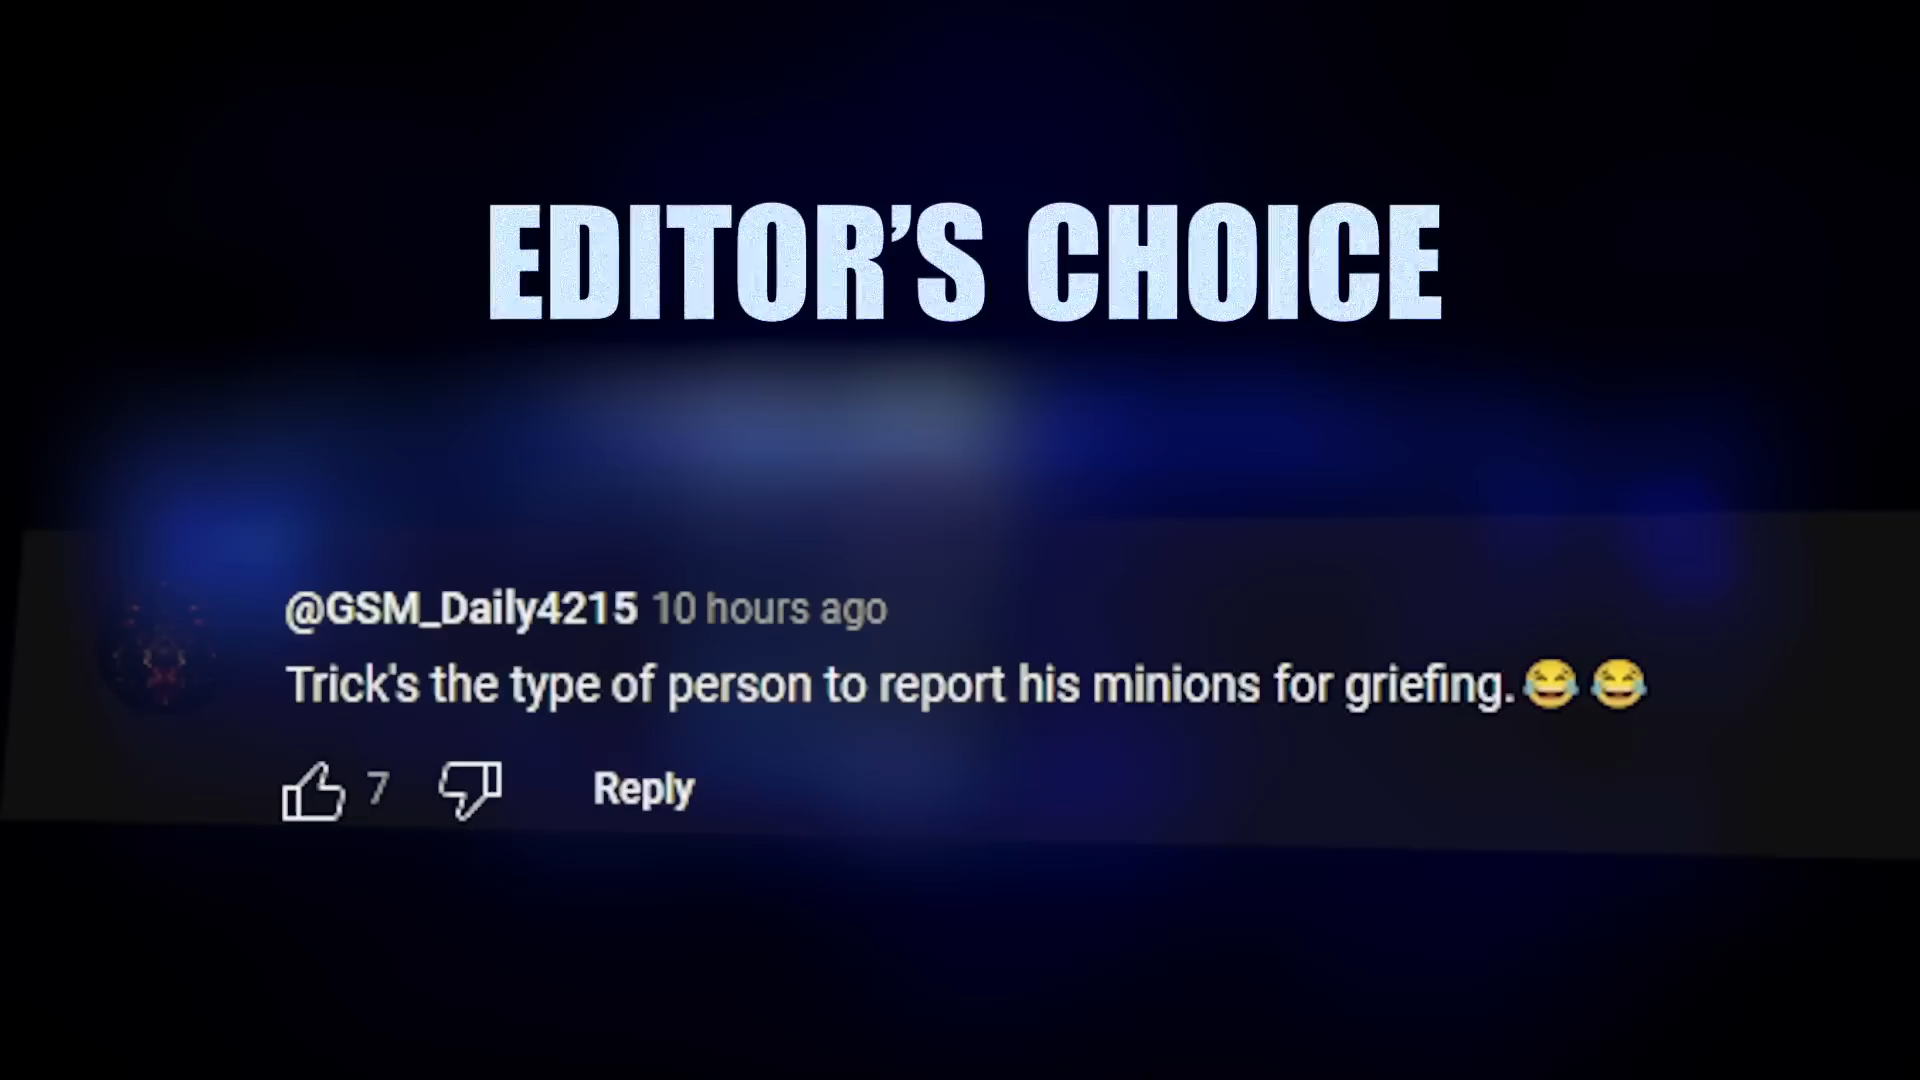 EDITOR’S CHOICE
@GSM_Daily4215 10 hours ago
Trick's the type of person to report his minions for griefing.😂😂
7 Reply